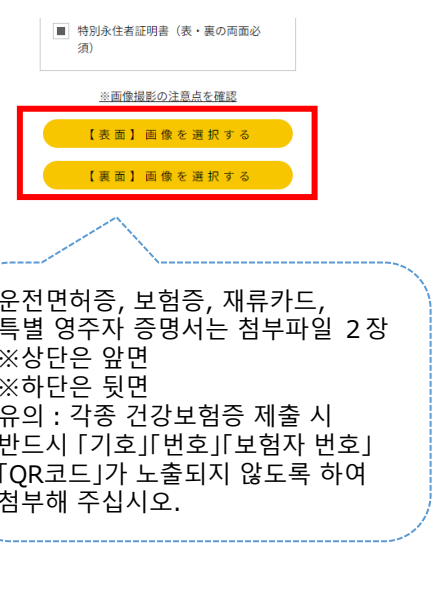 特別永住者証明書（表・裏の両面必
須）
※画像撮影の注意点を確認
【表面】画像を選択する
【裏面】画像を選択する
운전면허증, 보험증, 재류카드,
특별 영주자 증명서는 첨부파일 2장
※상단은 앞면
※하단은 뒷면
유의 : 각종 건강보험증 제출 시
반드시 「기호」「번호」「보험자 번호」
「QR코드」가 노출되지 않도록 하여
첨부해 주십시오.